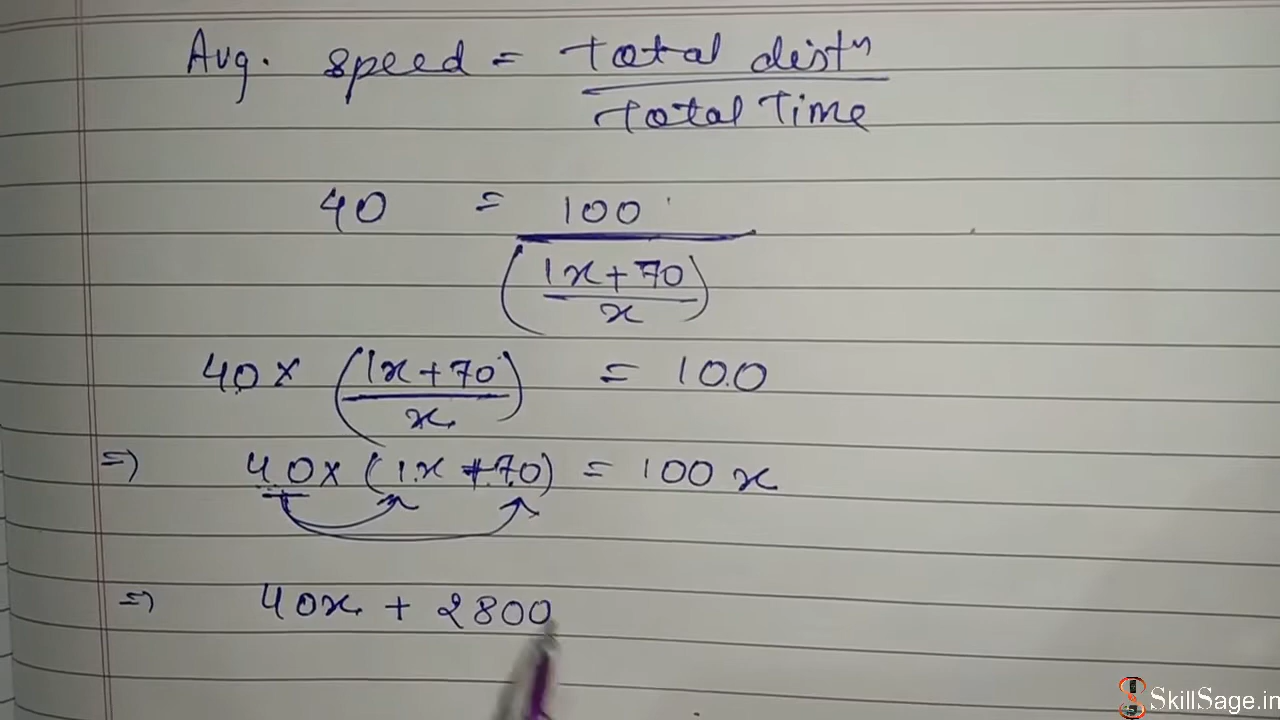 Avg. speed = Total distⁿ / Total Time
40 = 100 / (1x+70 / x)
40 x (1x+70 / x) = 100
=> 40 x (1x+70) = 100x
=> 40x + 2800
SkillSage.in